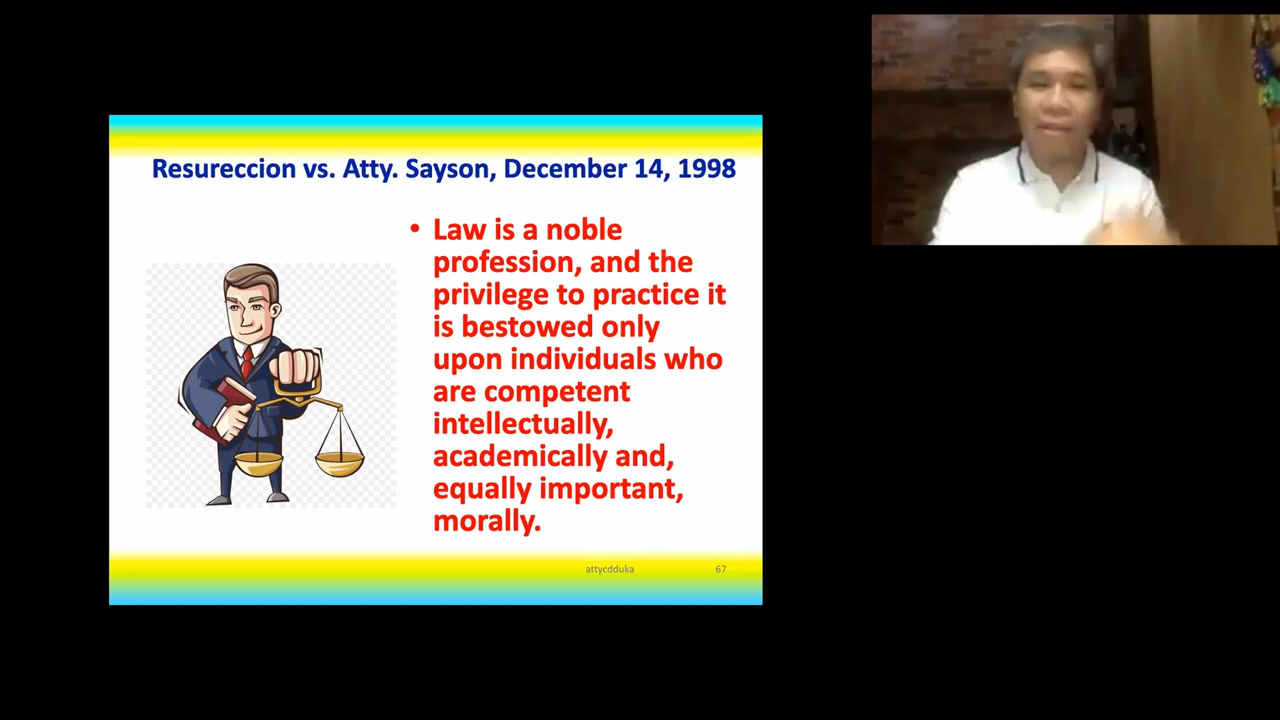 Resureccion vs. Atty. Sayson, December 14, 1998
• Law is a noble
profession, and the
privilege to practice it
is bestowed only
upon individuals who
are competent
intellectually,
academically and,
equally important,
morally.
attycdduka
67